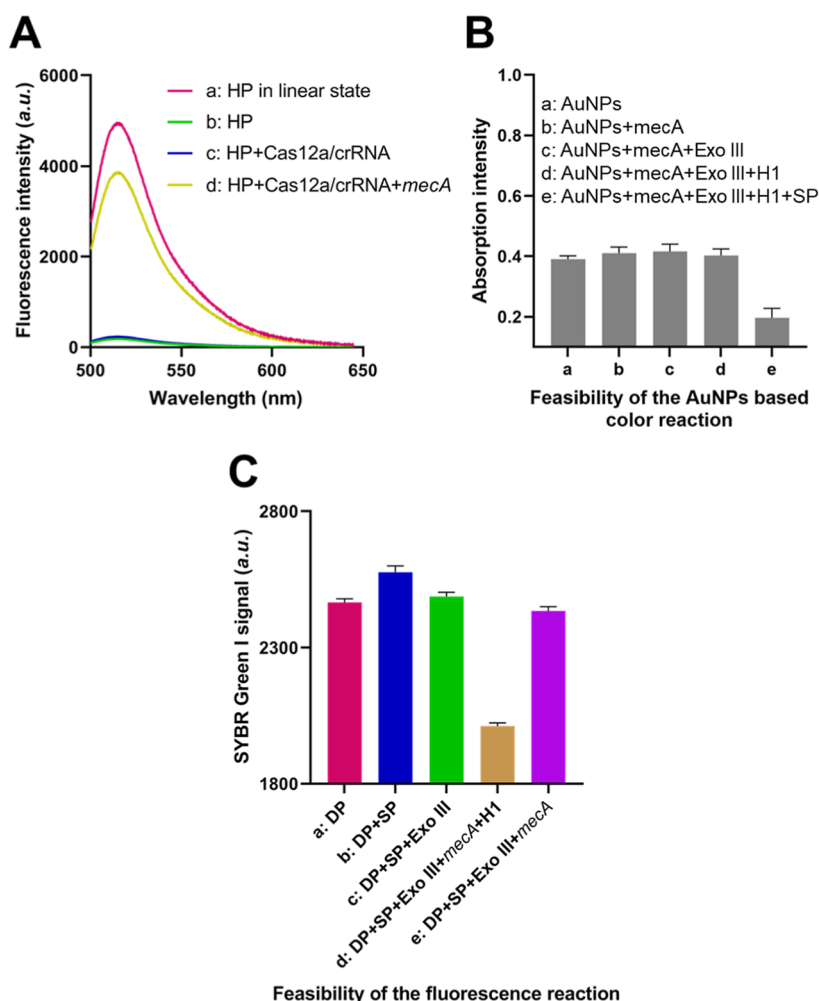 A
6000
4000
2000
0
500
550
600
650
Fluorescence intensity (a.u.)
Wavelength (nm)
a: HP in linear state
b: HP
c: HP+Cas12a/crRNA
d: HP+Cas12a/crRNA+mecA
B
1.0
0.8
0.6
0.4
0.2
Absorption intensity
a: AuNPs
b: AuNPs+mecA
c: AuNPs+mecA+Exo III
d: AuNPs+mecA+Exo III+H1
e: AuNPs+mecA+Exo III+H1+SP
a
b
c
d
e
Feasibility of the AuNPs based
color reaction
C
2800
2300
1800
SYBR Green I signal (a.u.)
a: DP
b: DP+SP
c: DP+SP+Exo III
d: DP+SP+Exo III+mecA+H1
e: DP+SP+Exo III+mecA
Feasibility of the fluorescence reaction